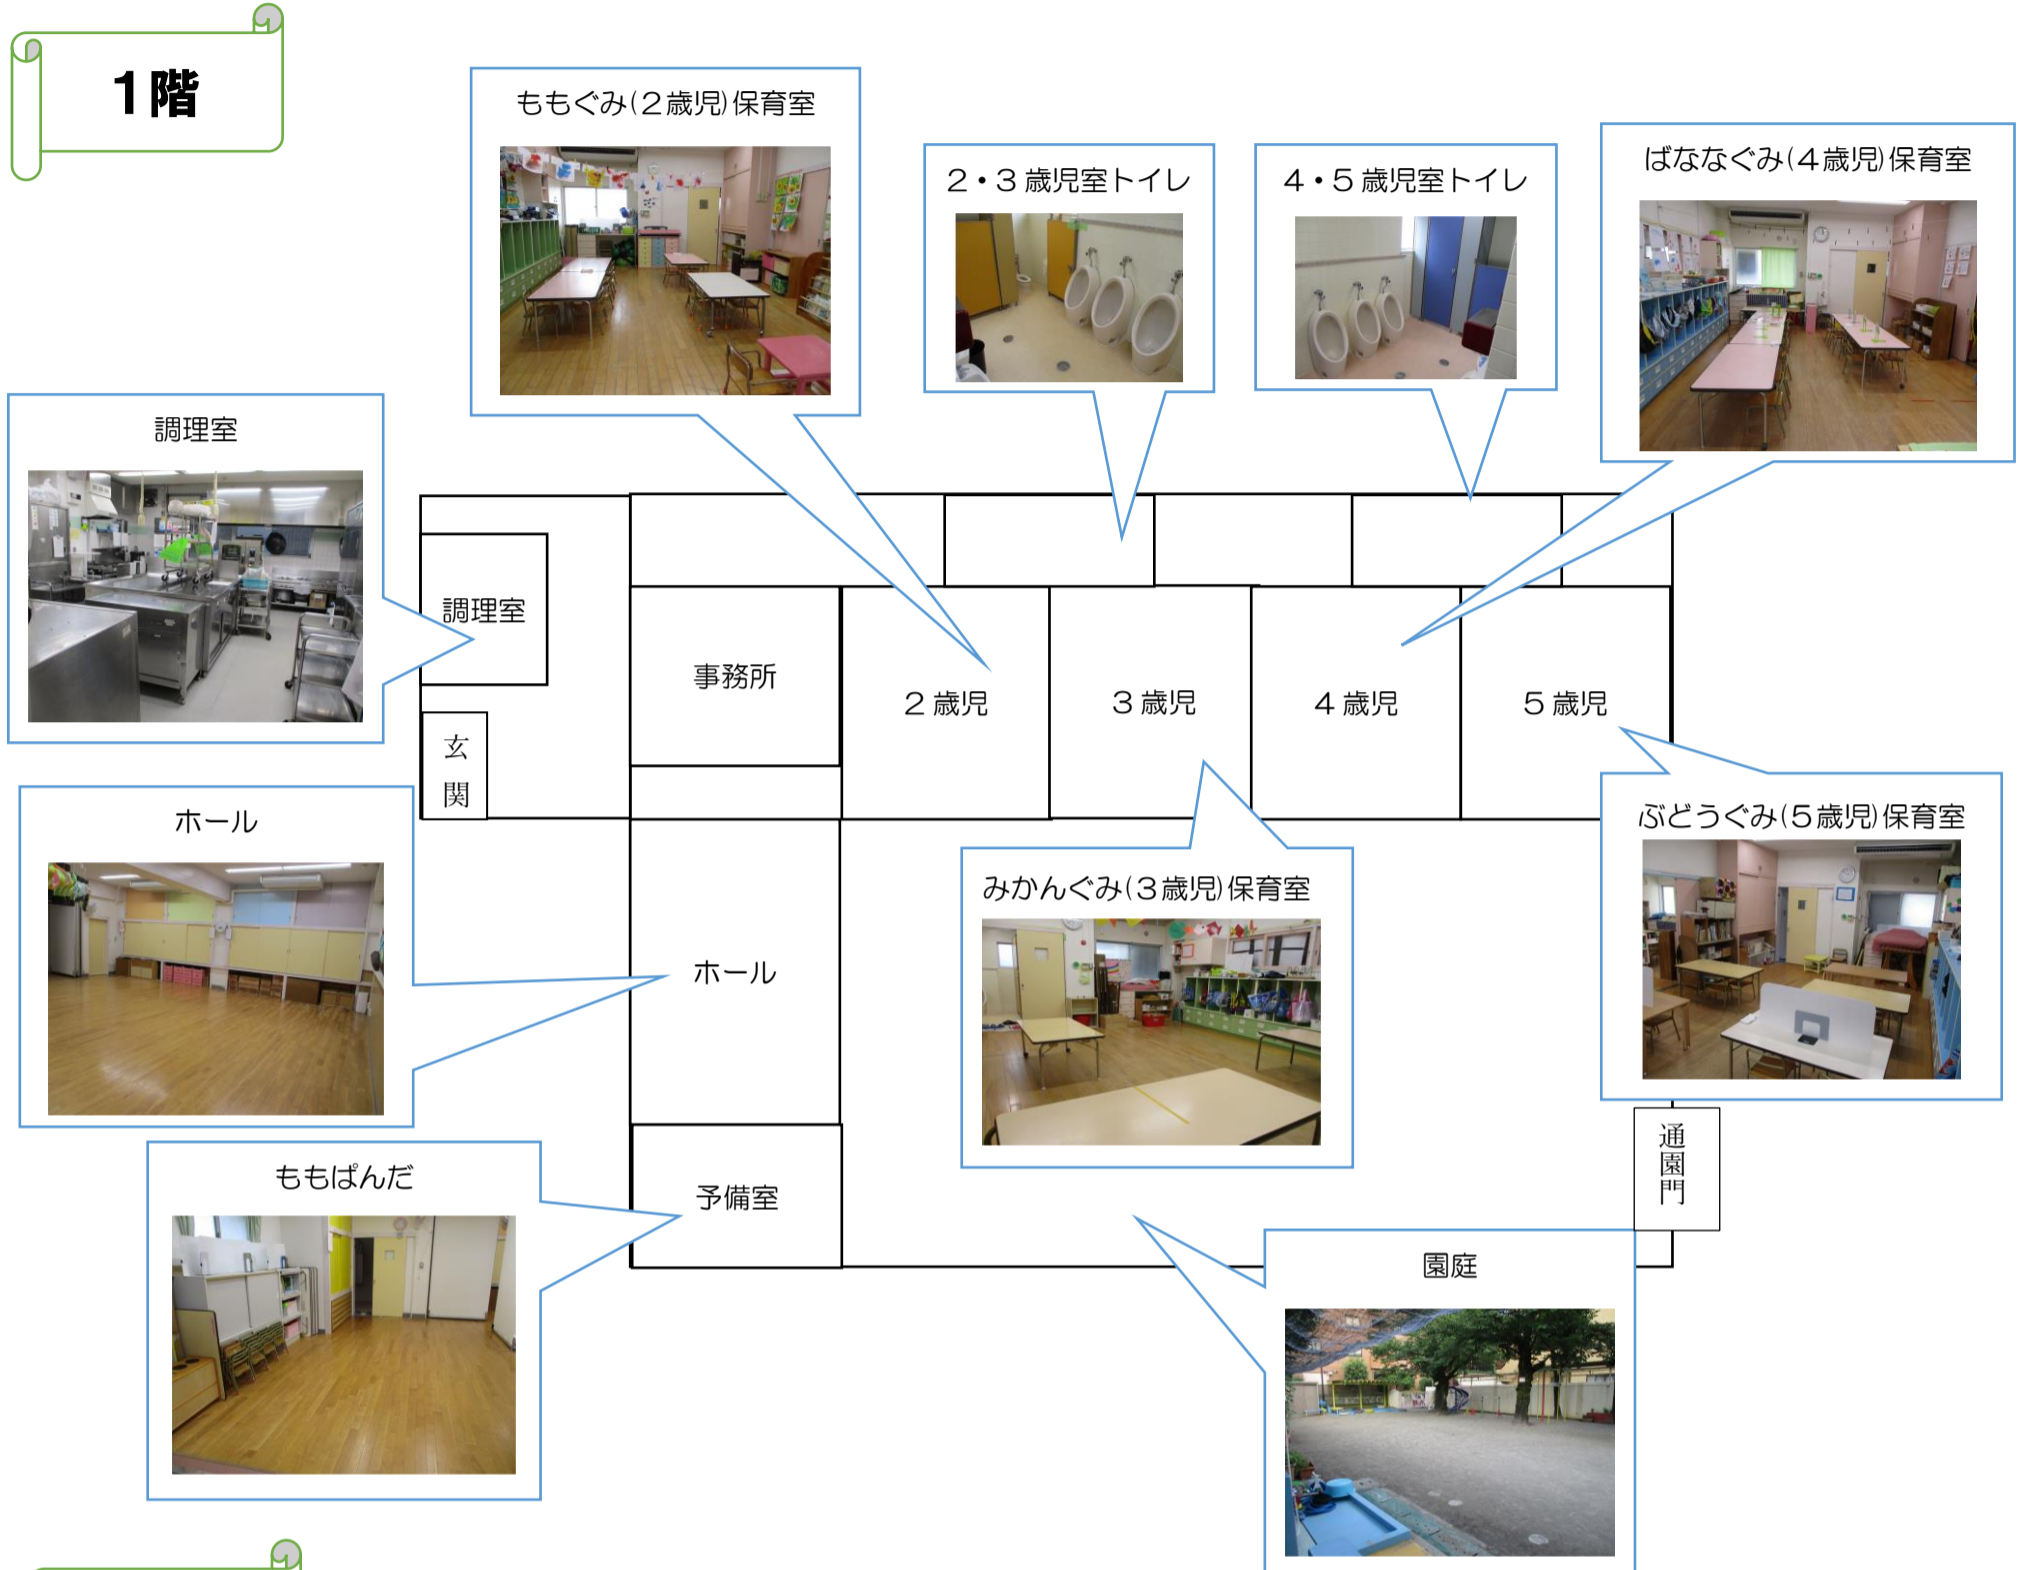 1階
ももぐみ(2歳児)保育室
2・3歳児室トイレ
4・5歳児室トイレ
ばななぐみ(4歳児)保育室
調理室
調理室
事務所
2歳児
3歳児
4歳児
5歳児
玄関
ホール
ホール
みかんぐみ(3歳児)保育室
ぶどうぐみ(5歳児)保育室
ももぱんだ
予備室
通園門
園庭